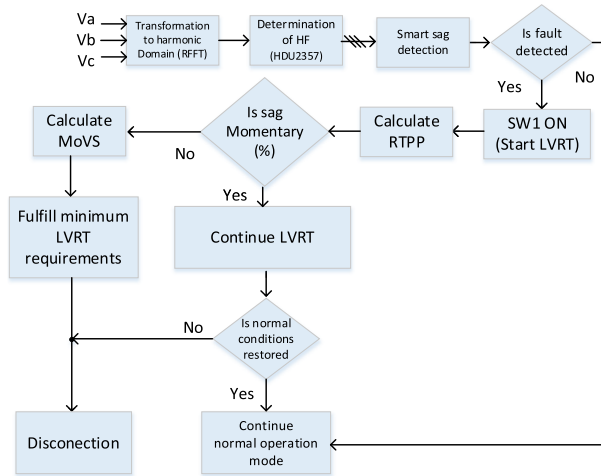 Va
Vb
Vc
Transformation
to harmonic
Domain (RFFT)
Determination
of HF
(HDU2357)
Smart sag
detection
Is fault
detected
No
Yes
SW1 ON
(Start LVRT)
Calculate
RTPP
Is sag
Momentary
(%)
No
Calculate
MoVS
Yes
Fulfill minimum
LVRT
requirements
Continue LVRT
Is normal
conditions
restored
No
Yes
Disconection
Continue
normal operation
mode